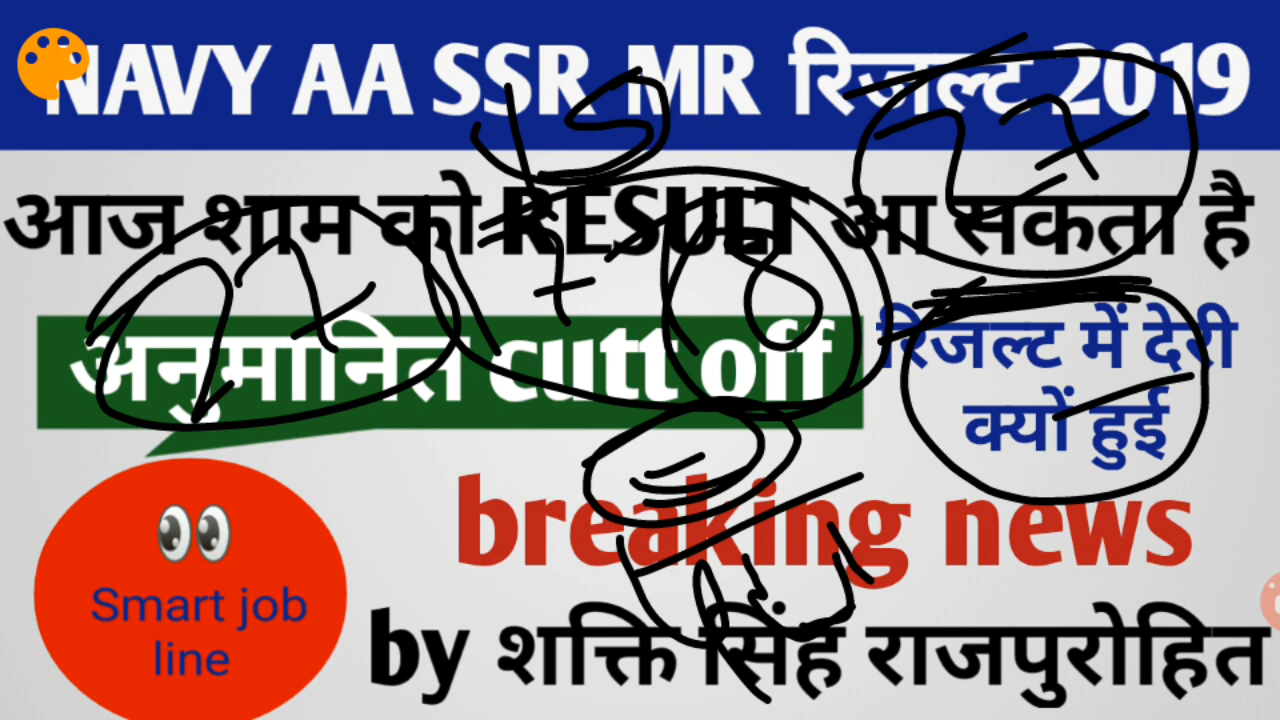 NAVY AA SSR MR रिजल्ट 2019
आज शाम को RESULT आ सकता है
अनुमानित cutt off
रिजल्ट में देरी
क्यों हुई
breaking news
Smart job
line
by शक्ति सिंह राजपुरोहित